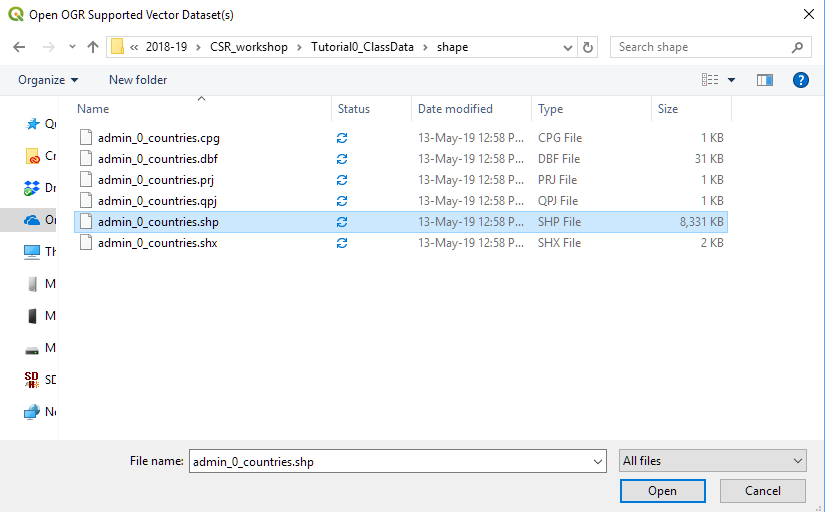 Open OGR Supported Vector Dataset(s)
« 2018-19 > CSR_workshop > Tutorial0_ClassData > shape
Search shape
Organize New folder
Name Status Date modified Type Size
admin_0_countries.cpg 13-May-19 12:58 P... CPG File 1 KB
admin_0_countries.dbf 13-May-19 12:58 P... DBF File 31 KB
admin_0_countries.prj 13-May-19 12:58 P... PRJ File 1 KB
admin_0_countries.qpj 13-May-19 12:58 P... QPJ File 1 KB
admin_0_countries.shp 13-May-19 12:58 P... SHP File 8,331 KB
admin_0_countries.shx 13-May-19 12:58 P... SHX File 2 KB
Cr
Dr
Th
M
M
M
SD SD
File name: admin_0_countries.shp All files
Open Cancel